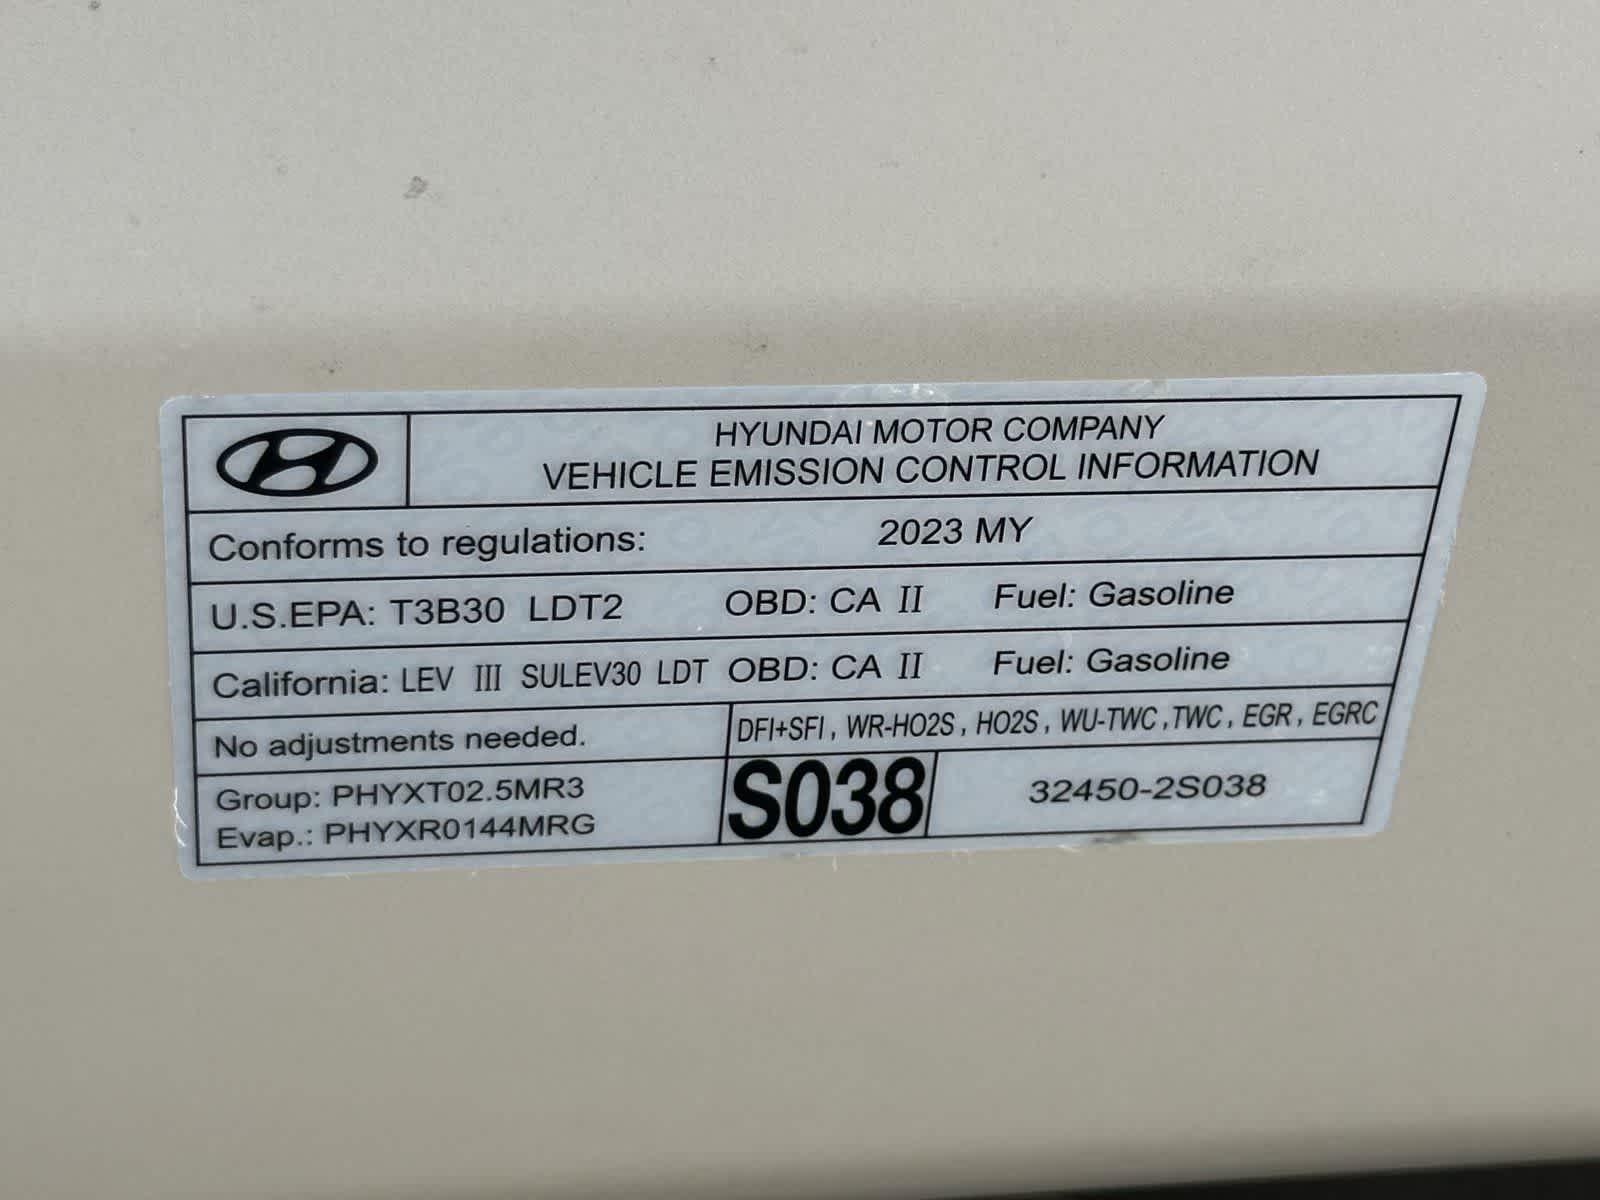 HYUNDAI MOTOR COMPANY
VEHICLE EMISSION CONTROL INFORMATION
Conforms to regulations: 2023 MY
U.S.EPA: T3B30 LDT2 OBD: CA II Fuel: Gasoline
California: LEV III SULEV30 LDT OBD: CA II Fuel: Gasoline
No adjustments needed. DFI+SFI, WR-HO2S, HO2S, WU-TWC,TWC, EGR, EGRC
Group: PHYXT02.5MR3
Evap.: PHYXR0144MRG
S038
32450-2S038